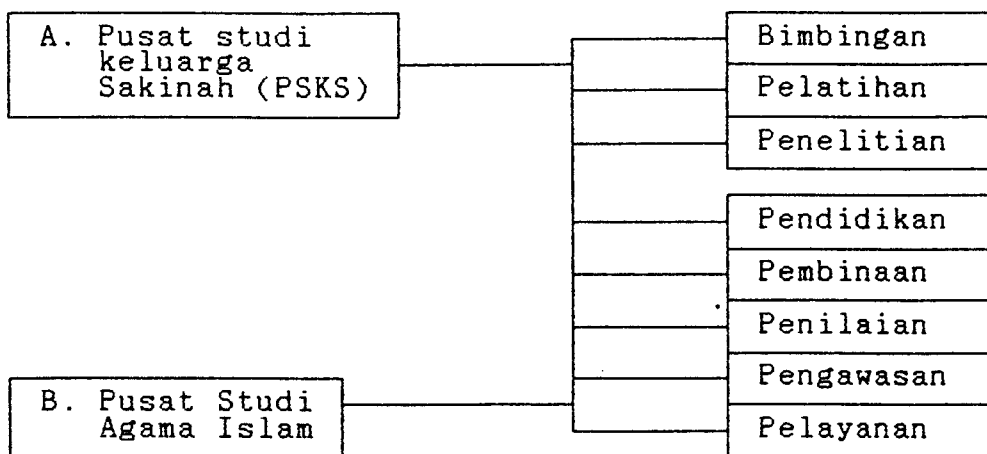 A. Pusat studi
keluarga
Sakinah (PSKS)
Bimbingan
Pelatihan
Penelitian
Pendidikan
Pembinaan
Penilaian
Pengawasan
Pelayanan
B. Pusat Studi
Agama Islam